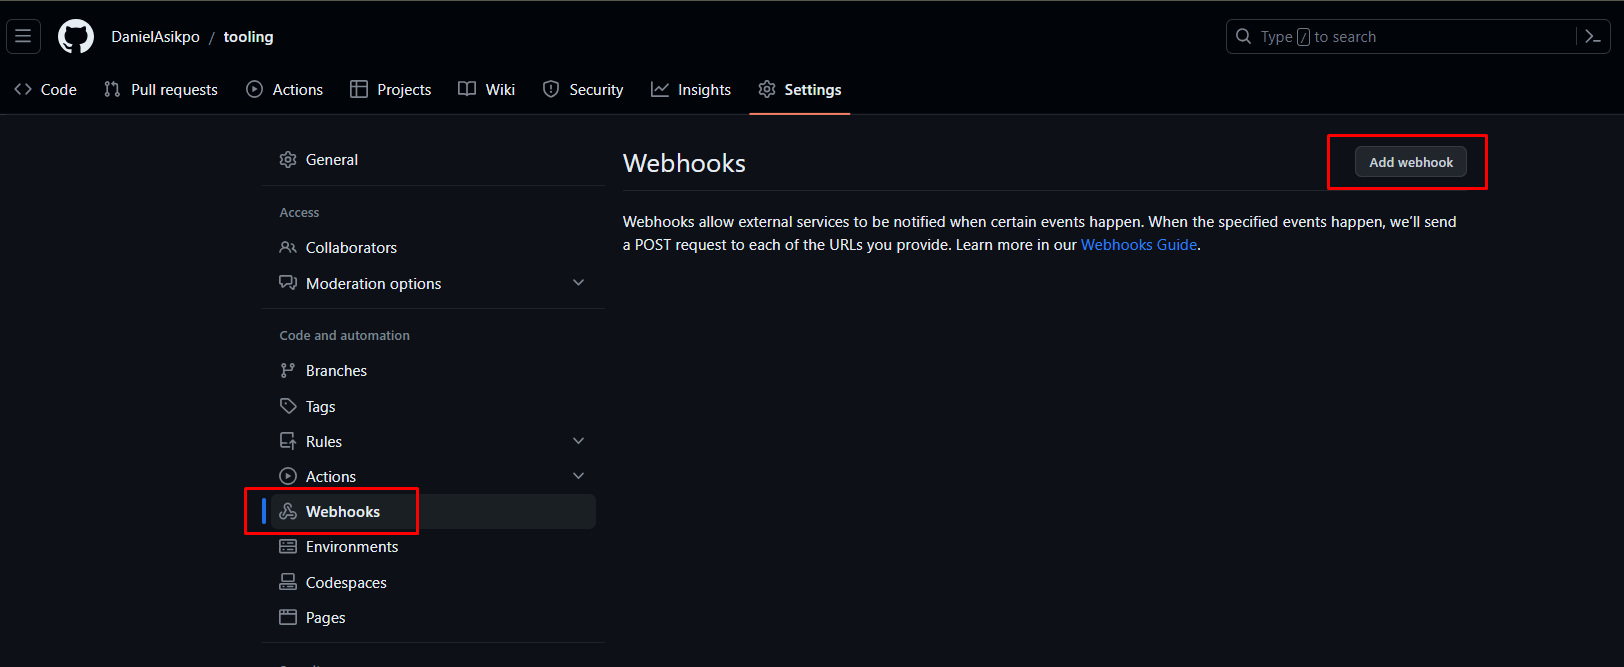 DanielAsikpo / tooling
Type / to search
Code Pull requests Actions Projects Wiki Security Insights Settings
General
Access
Collaborators
Moderation options
Code and automation
Branches
Tags
Rules
Actions
Webhooks
Environments
Codespaces
Pages
Webhooks
Add webhook
Webhooks allow external services to be notified when certain events happen. When the specified events happen, we'll send
a POST request to each of the URLs you provide. Learn more in our Webhooks Guide.